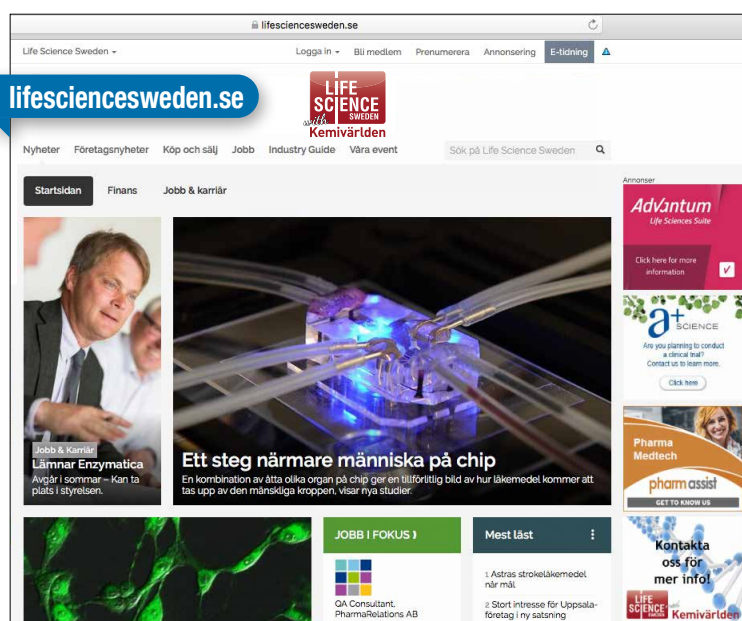 lifesciencesweden.se
Life Science Sweden
Logga in
Bli medlem
Prenumerera
Annonsering
E-tidning
lifesciencesweden.se
LIFE
SCIENCE
SWEDEN
with
Kemivärlden
Nyheter
Företagsnyheter
Köp och sälj
Jobb
Industry Guide
Våra event
Sök på Life Science Sweden
Startsidan
Finans
Jobb & karriär
Jobb & Karriär
Lämnar Enzymatica
Avgår i sommar – Kan ta
plats i styrelsen.
Ett steg närmare människa på chip
En kombination av åtta olika organ på chip ger en tillförlitlig bild av hur läkemedel kommer att
tas upp av den mänskliga kroppen, visar nya studier.
JOBB I FOKUS
QA Consultant,
PharmaRelations AB
Mest läst
1 Astras strokeläkemedel
når mål
2 Stort intresse för Uppsala-
företag i ny satsning
Annonser
Advantum
Life Sciences Suite
Click here for more
information
a+
SCIENCE
Are you planning to conduct
a clinical trial?
Contact us to learn more.
Click here
Pharma
Medtech
pharm assist
GET TO KNOW US
Kontakta
oss för
mer info!
LIFE
SCIENCE
SWEDEN
with
Kemivärlden